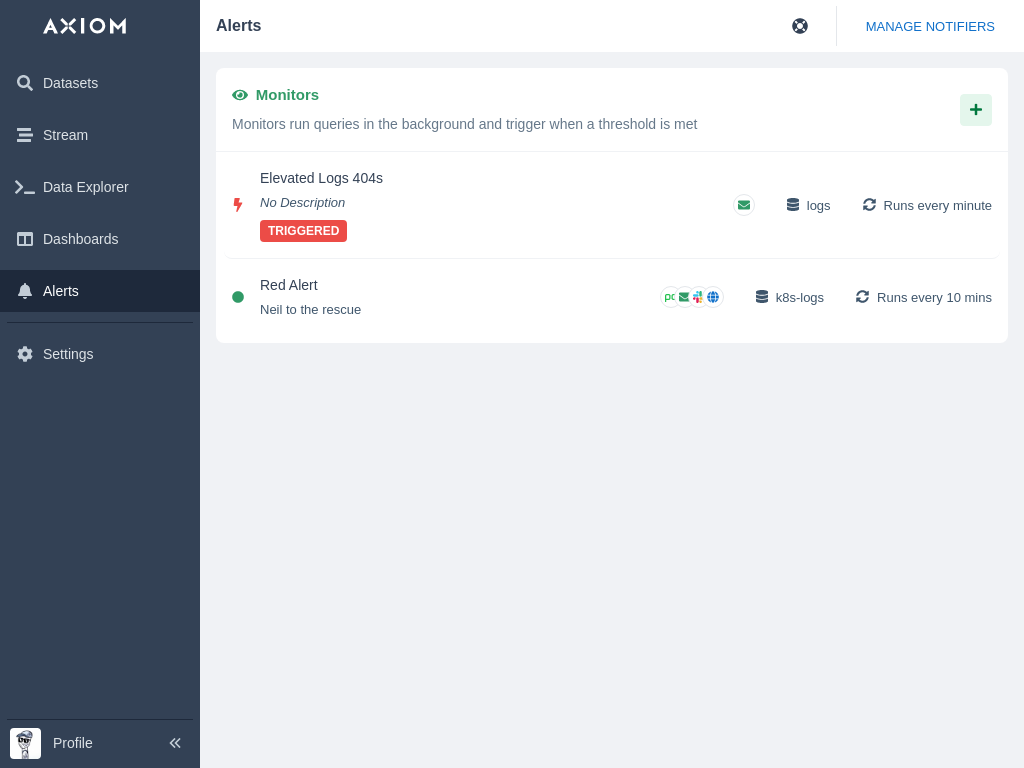 AXIOM
Datasets
Stream
Data Explorer
Dashboards
Alerts
Settings
Profile
Alerts
MANAGE NOTIFIERS
Monitors
Monitors run queries in the background and trigger when a threshold is met
Elevated Logs 404s
No Description
TRIGGERED
logs
Runs every minute
Red Alert
Neil to the rescue
k8s-logs
Runs every 10 mins